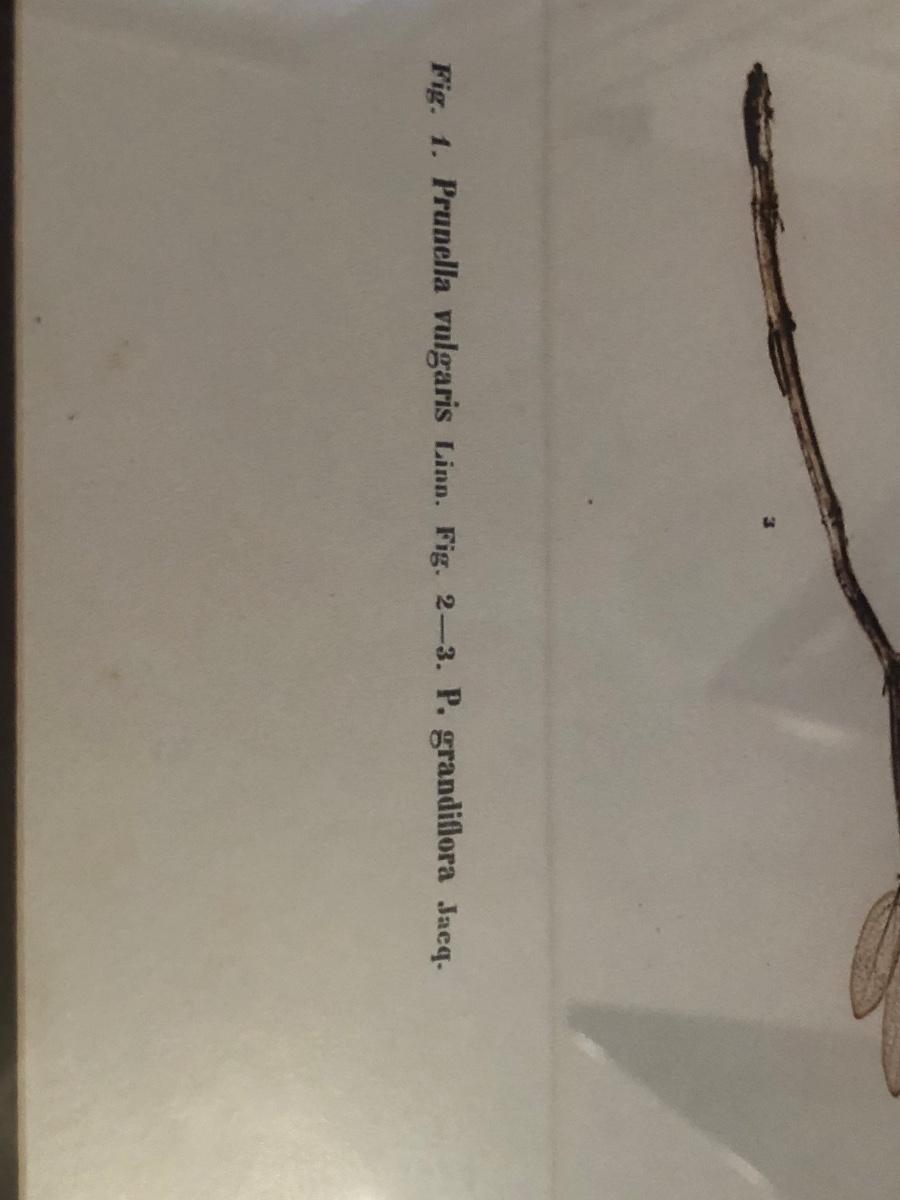 3
Fig. 1. Prunella vulgaris Linn. Fig. 2—3. P. grandiflora Jacq.